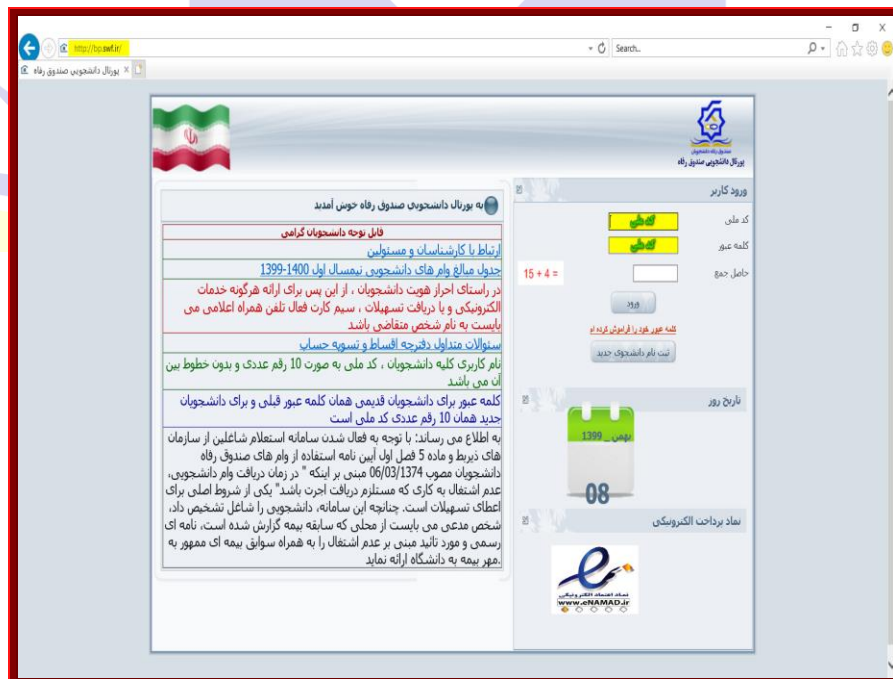 http://bp.swf.ir/
Search...
پورتال دانشجویی صندوق رفاه
صندوق رفاه دانشجویان
پورتال دانشجویی صندوق رفاه
ورود کاربر
کد ملی
کد ملی
کلمه عبور
کد ملی
حاصل جمع
15 + 4 =
ورود
کلمه عبور خود را فراموش کرده ام
ثبت نام دانشجوی جدید
تاریخ روز
بهمن _ 1399
08
نماد پرداخت الکترونیکی
نماد اعتماد الکترونیکی
www.eNAMAD.ir
به پورتال دانشجویی صندوق رفاه خوش آمدید
قابل توجه دانشجویان گرامی
ارتباط با کارشناسان و مسئولین
جدول مبالغ وام های دانشجویی نیمسال اول 1400-1399
در راستای احراز هویت دانشجویان ، از این پس برای ارائه هرگونه خدمات
الکترونیکی و یا دریافت تسهیلات ، سیم کارت فعال تلفن همراه اعلامی می
بایست به نام شخص متقاضی باشد
سئوالات متداول دفترچه اقساط و تسویه حساب
نام کاربری کلیه دانشجویان ، کد ملی به صورت 10 رقم عددی و بدون خطوط بین
آن می باشد
کلمه عبور برای دانشجویان قدیمی همان کلمه عبور قبلی و برای دانشجویان
جدید همان 10 رقم عددی کد ملی است
به اطلاع می رساند: با توجه به فعال شدن سامانه استعلام شاغلین از سازمان
های ذیربط و ماده 5 فصل اول آیین نامه استفاده از وام های صندوق رفاه
دانشجویان مصوب 06/03/1374 مبنی بر اینکه " در زمان دریافت وام دانشجویی،
عدم اشتغال به کاری که مستلزم دریافت اجرت باشد" یکی از شروط اصلی برای
اعطای تسهیلات است. چنانچه این سامانه، دانشجویی را شاغل تشخیص داد،
شخص مدعی می بایست از محلی که سابقه بیمه گزارش شده است، نامه ای
رسمی و مورد تائید مبنی بر عدم اشتغال را به همراه سوابق بیمه ای ممهور به
.مهر بیمه به دانشگاه ارائه نماید